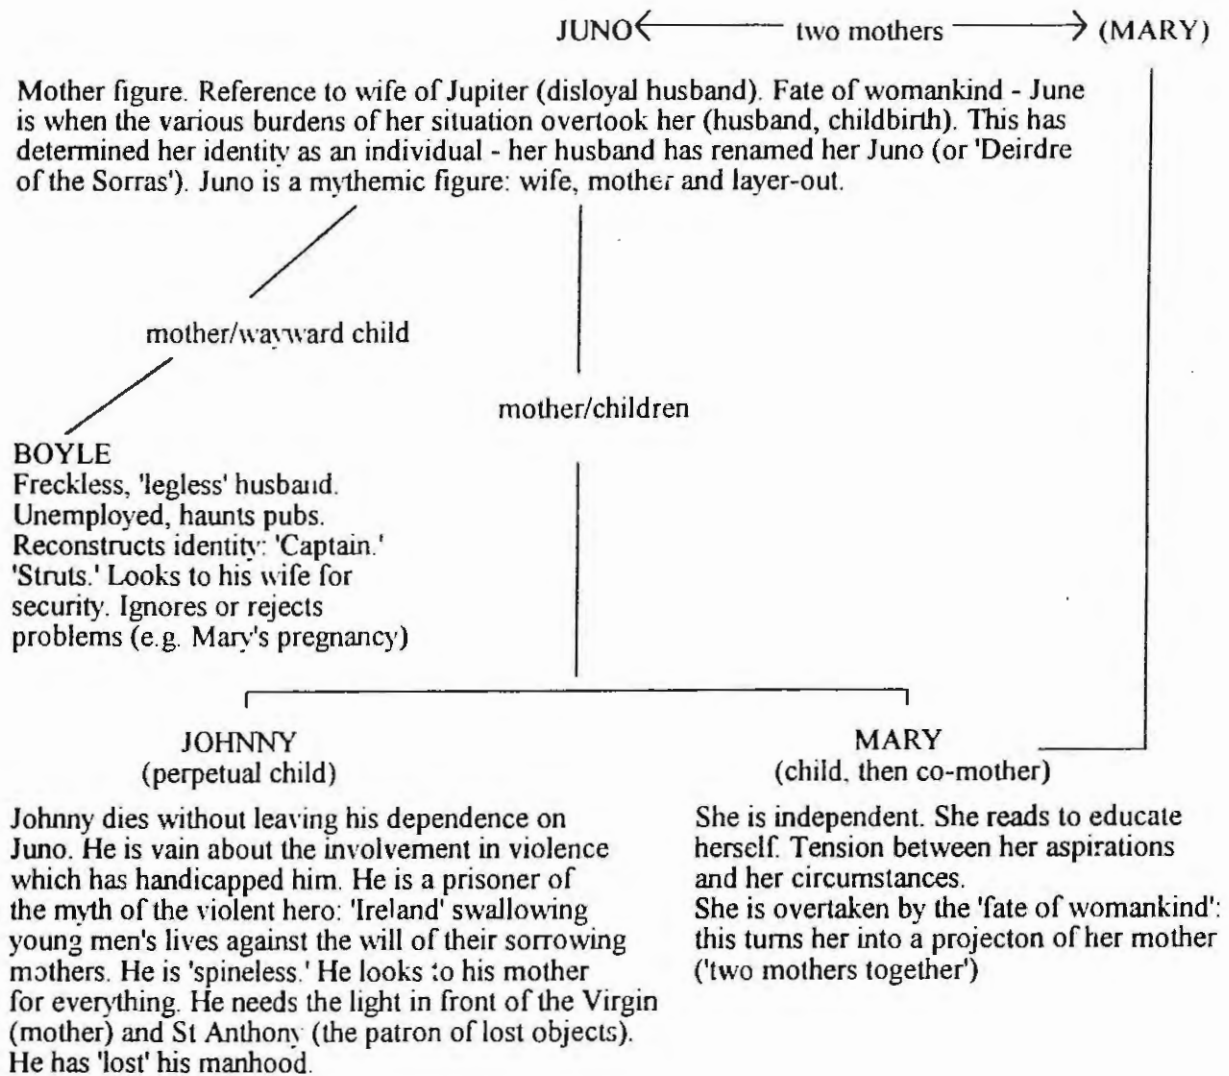 JUNO two mothers (MARY)
Mother figure. Reference to wife of Jupiter (disloyal husband). Fate of womankind - June
is when the various burdens of her situation overtook her (husband, childbirth). This has
determined her identity as an individual - her husband has renamed her Juno (or 'Deirdre
of the Sorras'). Juno is a mythemic figure: wife, mother and layer-out.
mother/wayward child
mother/children
BOYLE
Freckless, 'legless' husband.
Unemployed, haunts pubs.
Reconstructs identity: 'Captain.'
'Struts.' Looks to his wife for
security. Ignores or rejects
problems (e.g. Mary's pregnancy)
JOHNNY
(perpetual child)
Johnny dies without leaving his dependence on
Juno. He is vain about the involvement in violence
which has handicapped him. He is a prisoner of
the myth of the violent hero: 'Ireland' swallowing
young men's lives against the will of their sorrowing
mothers. He is 'spineless.' He looks to his mother
for everything. He needs the light in front of the Virgin
(mother) and St Anthony (the patron of lost objects).
He has 'lost' his manhood.
MARY
(child, then co-mother)
She is independent. She reads to educate
herself. Tension between her aspirations
and her circumstances.
She is overtaken by the 'fate of womankind':
this turns her into a projecton of her mother
('two mothers together')